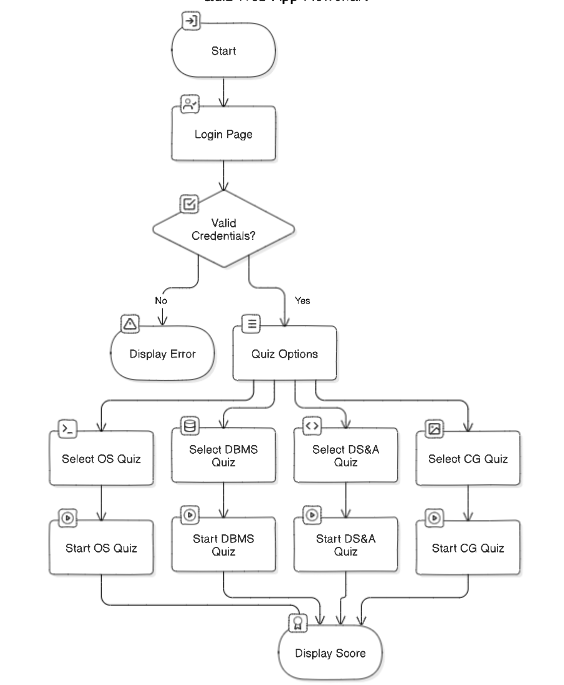 Start
Login Page
Valid
Credentials?
No
Yes
Display Error
Quiz Options
Select OS Quiz
Select DBMS
Quiz
Select DS&A
Quiz
Select CG Quiz
Start OS Quiz
Start DBMS
Quiz
Start DS&A
Quiz
Start CG Quiz
Display Score